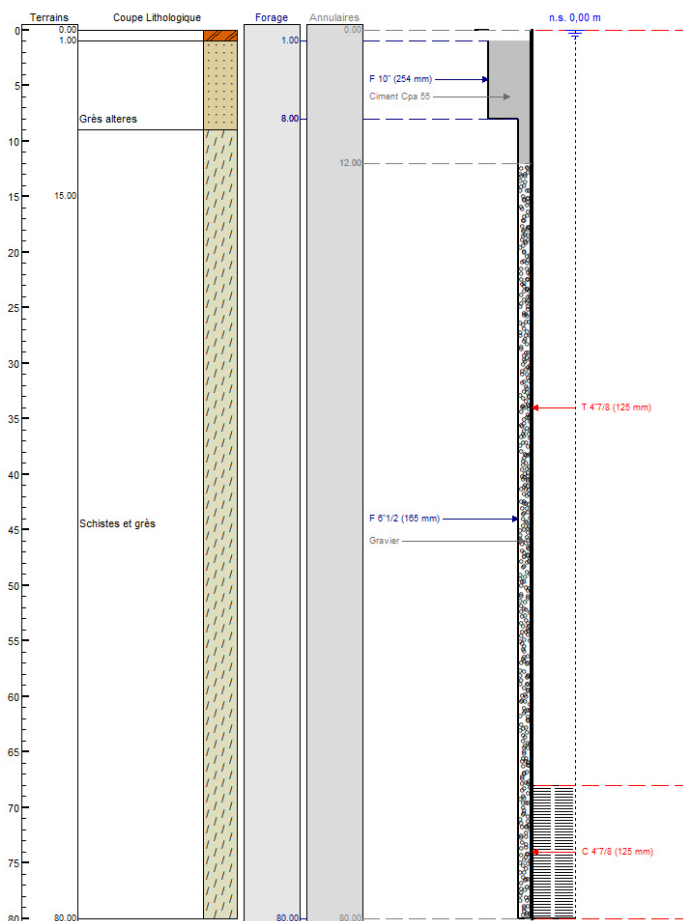 Terrains Coupe Lithologique Forage Annulaires n.s. 0,00 m
0 0.00 0.00
1.00 1.00
F 10" (254 mm)
5
Ciment Cpa 55
Grès alteres 8.00
10
12.00
15 15.00
20
25
30
T 4"7/8 (125 mm)
35
40
F 6"1/2 (165 mm)
Schistes et grès
45
Gravier
50
55
60
65
70
C 4"7/8 (125 mm)
75
80 80.00 80.00 80.00